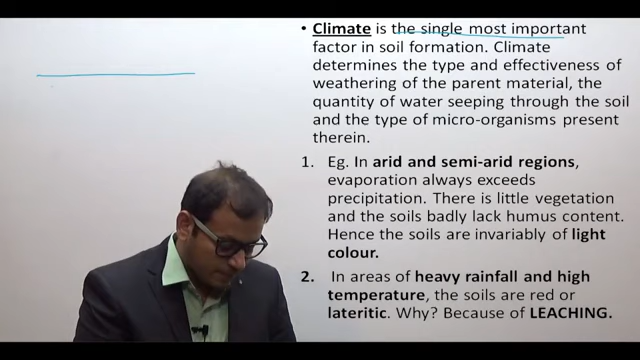 • Climate is the single most important
factor in soil formation. Climate
determines the type and effectiveness of
weathering of the parent material, the
quantity of water seeping through the soil
and the type of micro-organisms present
therein.
1. Eg. In arid and semi-arid regions,
evaporation always exceeds
precipitation. There is little vegetation
and the soils badly lack humus content.
Hence the soils are invariably of light
colour.
2. In areas of heavy rainfall and high
temperature, the soils are red or
lateritic. Why? Because of LEACHING.